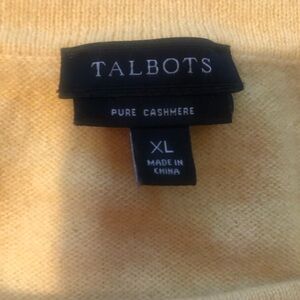 TALBOTS
PURE CASHMERE
XL
MADE IN
CHINA